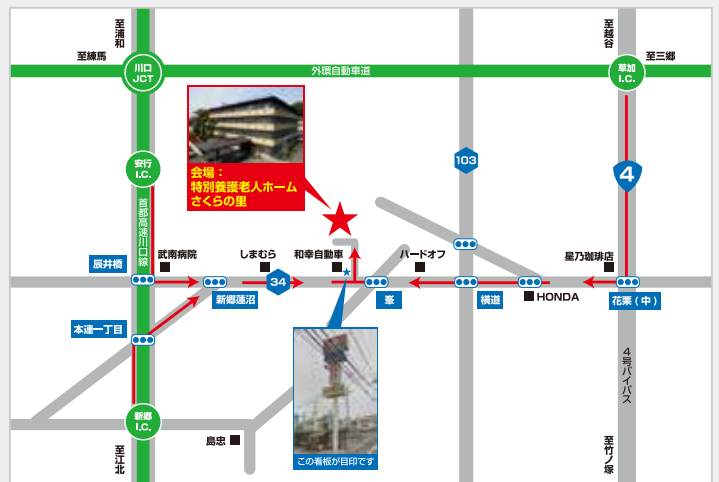 至浦和
至練馬
川口
JCT
外環自動車道
至越谷
草加
I.C.
至三郷
会場：
特別養護老人ホーム
さくらの里
安行
I.C.
首都高速川口線
103
4
辰井橋
武南病院
しまむら
和幸自動車
ハードオフ
星乃珈琲店
34
新郷蓮沼
峯
横道
HONDA
花栗(中)
本蓮一丁目
4号バイパス
新郷
I.C.
島忠
至江北
この看板が目印です
至竹ノ塚